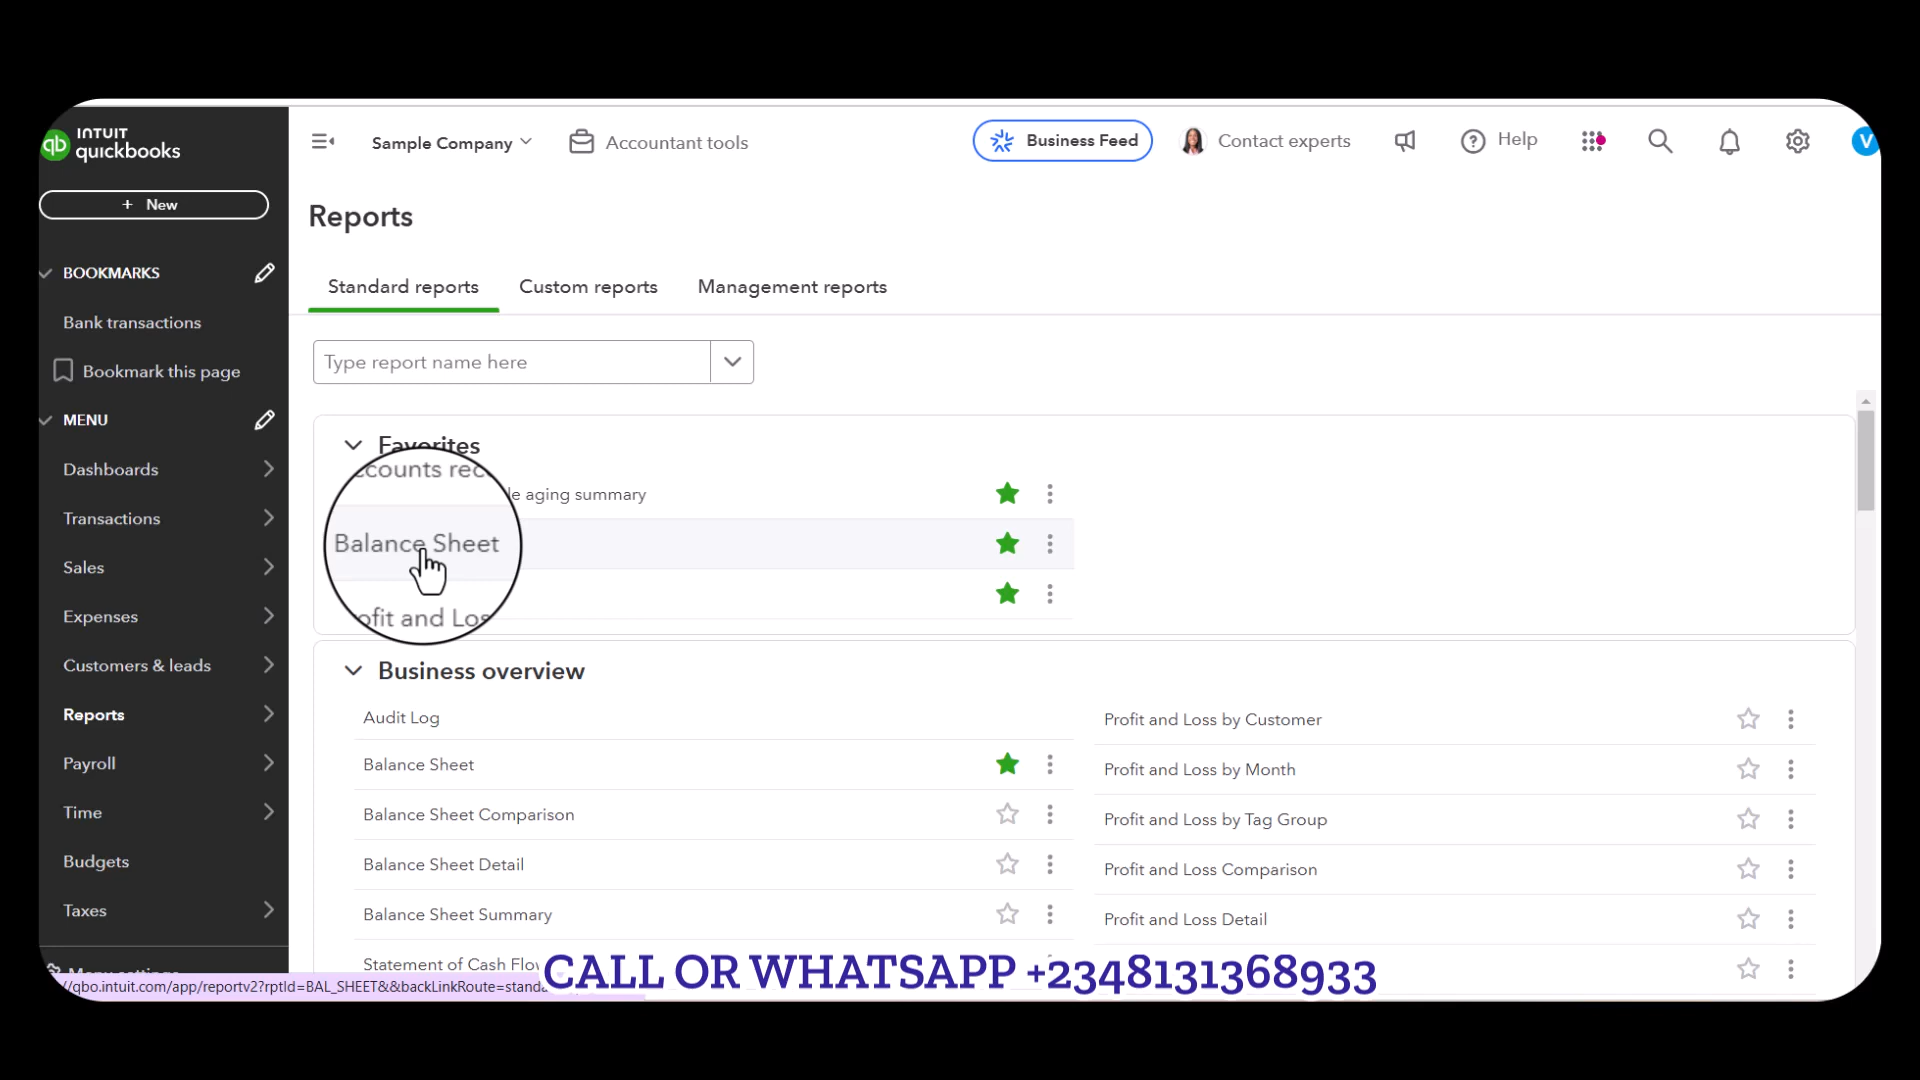 INTUIT
quickbooks
Sample Company
Accountant tools
Business Feed
Contact experts
Help
V
+ New
Reports
BOOKMARKS
Bank transactions
Bookmark this page
MENU
Dashboards
Transactions
Sales
Expenses
Customers & leads
Reports
Payroll
Time
Budgets
Taxes
Menu settings
Standard reports
Custom reports
Management reports
Type report name here
Favorites
ccounts rec
le aging summary
Balance Sheet
ofit and Los
Business overview
Audit Log
Balance Sheet
Balance Sheet Comparison
Balance Sheet Detail
Balance Sheet Summary
Statement of Cash Flo
Profit and Loss by Customer
Profit and Loss by Month
Profit and Loss by Tag Group
Profit and Loss Comparison
Profit and Loss Detail
//qbo.intuit.com/app/reportv2?rptId=BAL_SHEET&&backLinkRoute=standa
CALL OR WHATSAPP +2348131368933